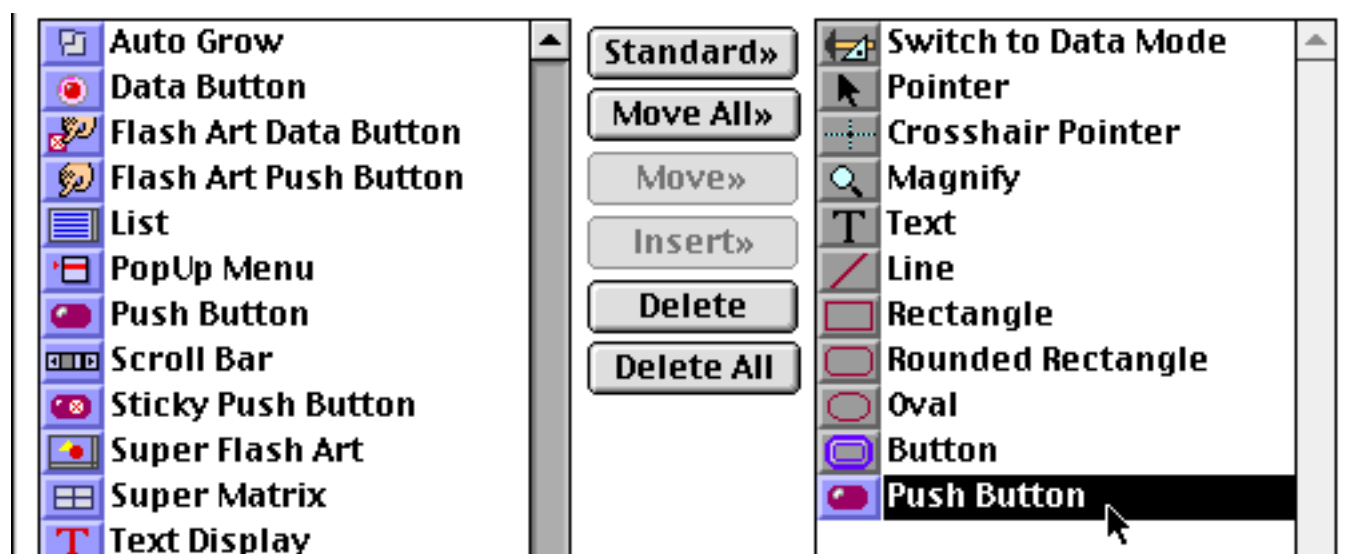 Auto Grow
Data Button
Flash Art Data Button
Flash Art Push Button
List
PopUp Menu
Push Button
Scroll Bar
Sticky Push Button
Super Flash Art
Super Matrix
Text Display
Standard»
Move All»
Move»
Insert»
Delete
Delete All
Switch to Data Mode
Pointer
Crosshair Pointer
Magnify
Text
Line
Rectangle
Rounded Rectangle
Oval
Button
Push Button